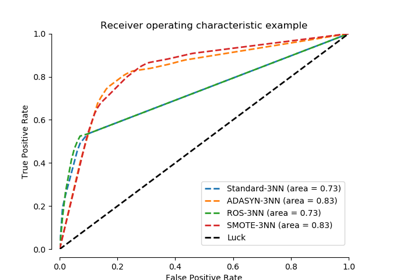 Receiver operating characteristic example
1.0
0.8
0.6
0.4
0.2
0.0
True Positive Rate
Standard-3NN (area = 0.73)
ADASYN-3NN (area = 0.83)
ROS-3NN (area = 0.73)
SMOTE-3NN (area = 0.83)
Luck
0.0 0.2 0.4 0.6 0.8 1.0
False Positive Rate